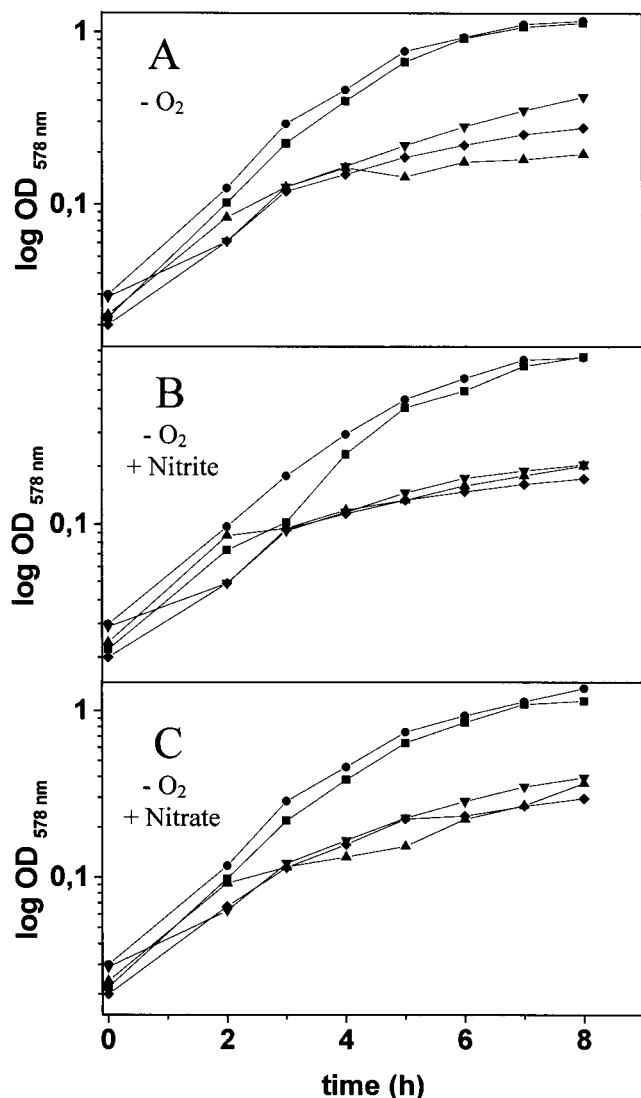 A
- O2
1
0,1
log OD 578 nm
B
- O2
+ Nitrite
0,1
log OD 578 nm
C
- O2
+ Nitrate
1
0,1
log OD 578 nm
0 2 4 6 8
time (h)